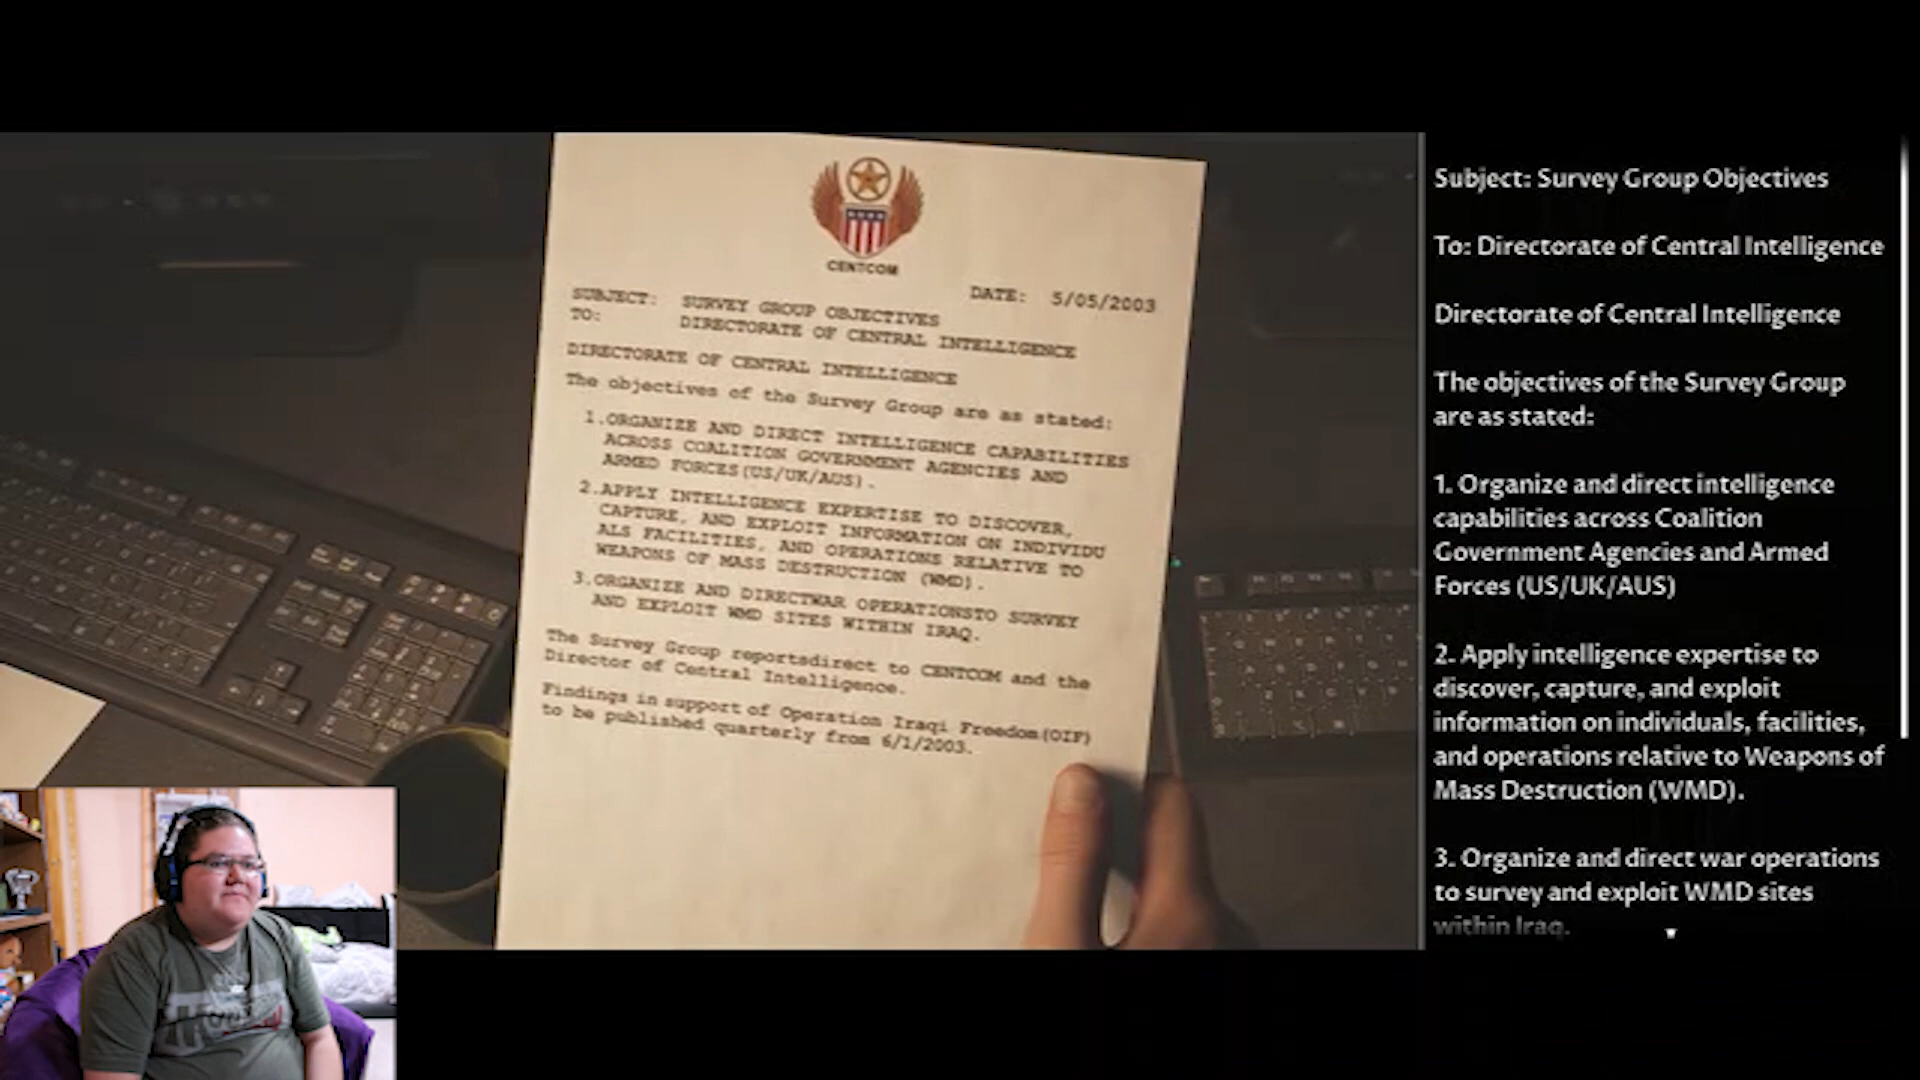 CENTCOM
DATE: 5/05/2003
SUBJECT: SURVEY GROUP OBJECTIVES
TO: DIRECTORATE OF CENTRAL INTELLIGENCE
DIRECTORATE OF CENTRAL INTELLIGENCE
The objectives of the Survey Group are as stated:
1.ORGANIZE AND DIRECT INTELLIGENCE CAPABILITIES
ACROSS COALITION GOVERNMENT AGENCIES AND
ARMED FORCES(US/UK/AUS).
2.APPLY INTELLIGENCE EXPERTISE TO DISCOVER,
CAPTURE, AND EXPLOIT INFORMATION ON INDIVIDU
ALS FACILITIES, AND OPERATIONS RELATIVE TO
WEAPONS OF MASS DESTRUCTION (WMD).
3.ORGANIZE AND DIRECTWAR OPERATIONSTO SURVEY
AND EXPLOIT WMD SITES WITHIN IRAQ.
The Survey Group reportsdirect to CENTCOM and the
Director of Central Intelligence.
Findings in support of Operation Iraqi Freedom(OIF)
to be published quarterly from 6/1/2003.
Subject: Survey Group Objectives
To: Directorate of Central Intelligence
Directorate of Central Intelligence
The objectives of the Survey Group
are as stated:
1. Organize and direct intelligence
capabilities across Coalition
Government Agencies and Armed
Forces (US/UK/AUS)
2. Apply intelligence expertise to
discover, capture, and exploit
information on individuals, facilities,
and operations relative to Weapons of
Mass Destruction (WMD).
3. Organize and direct war operations
to survey and exploit WMD sites
within Iraq.